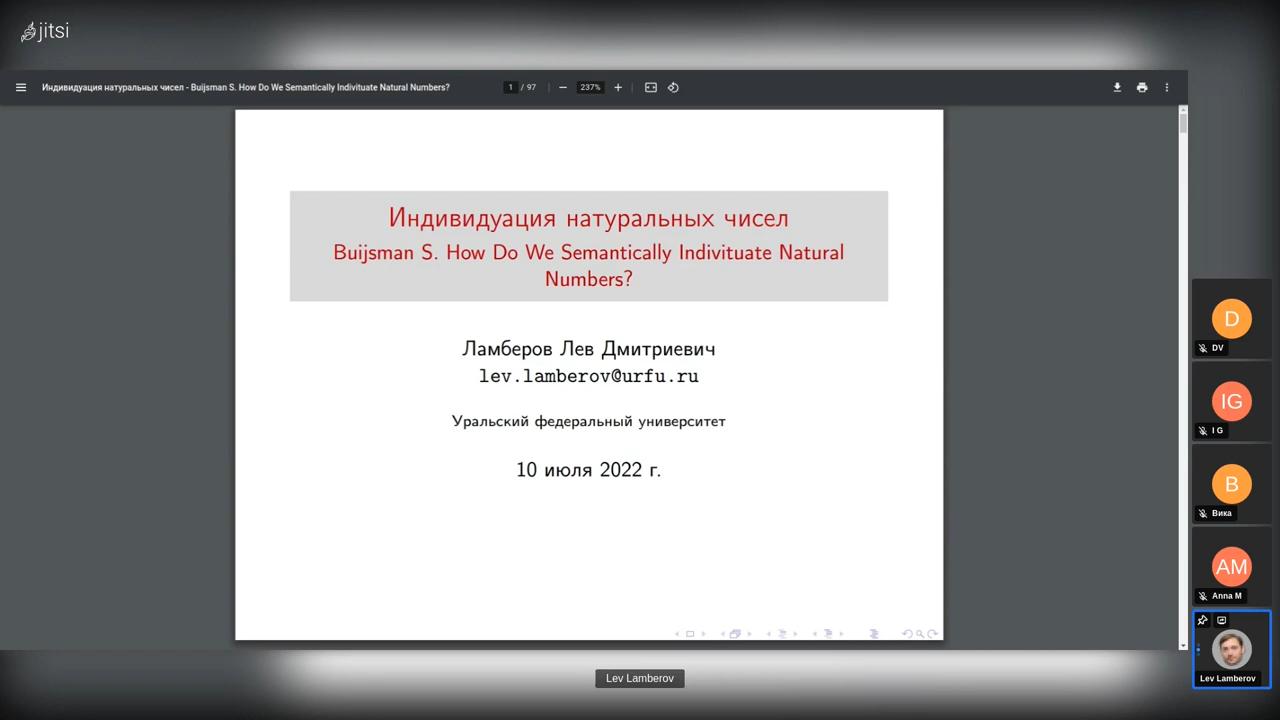 jitsi
Индивидуация натуральных чисел - Buijsman S. How Do We Semantically Indivituate Natural Numbers?
1 / 97
237%
Индивидуация натуральных чисел
Buijsman S. How Do We Semantically Indivituate Natural
Numbers?
Ламберов Лев Дмитриевич
lev.lamberov@urfu.ru
Уральский федеральный университет
10 июля 2022 г.
D
DV
IG
I G
B
Вика
AM
Anna M
Lev Lamberov
Lev Lamberov